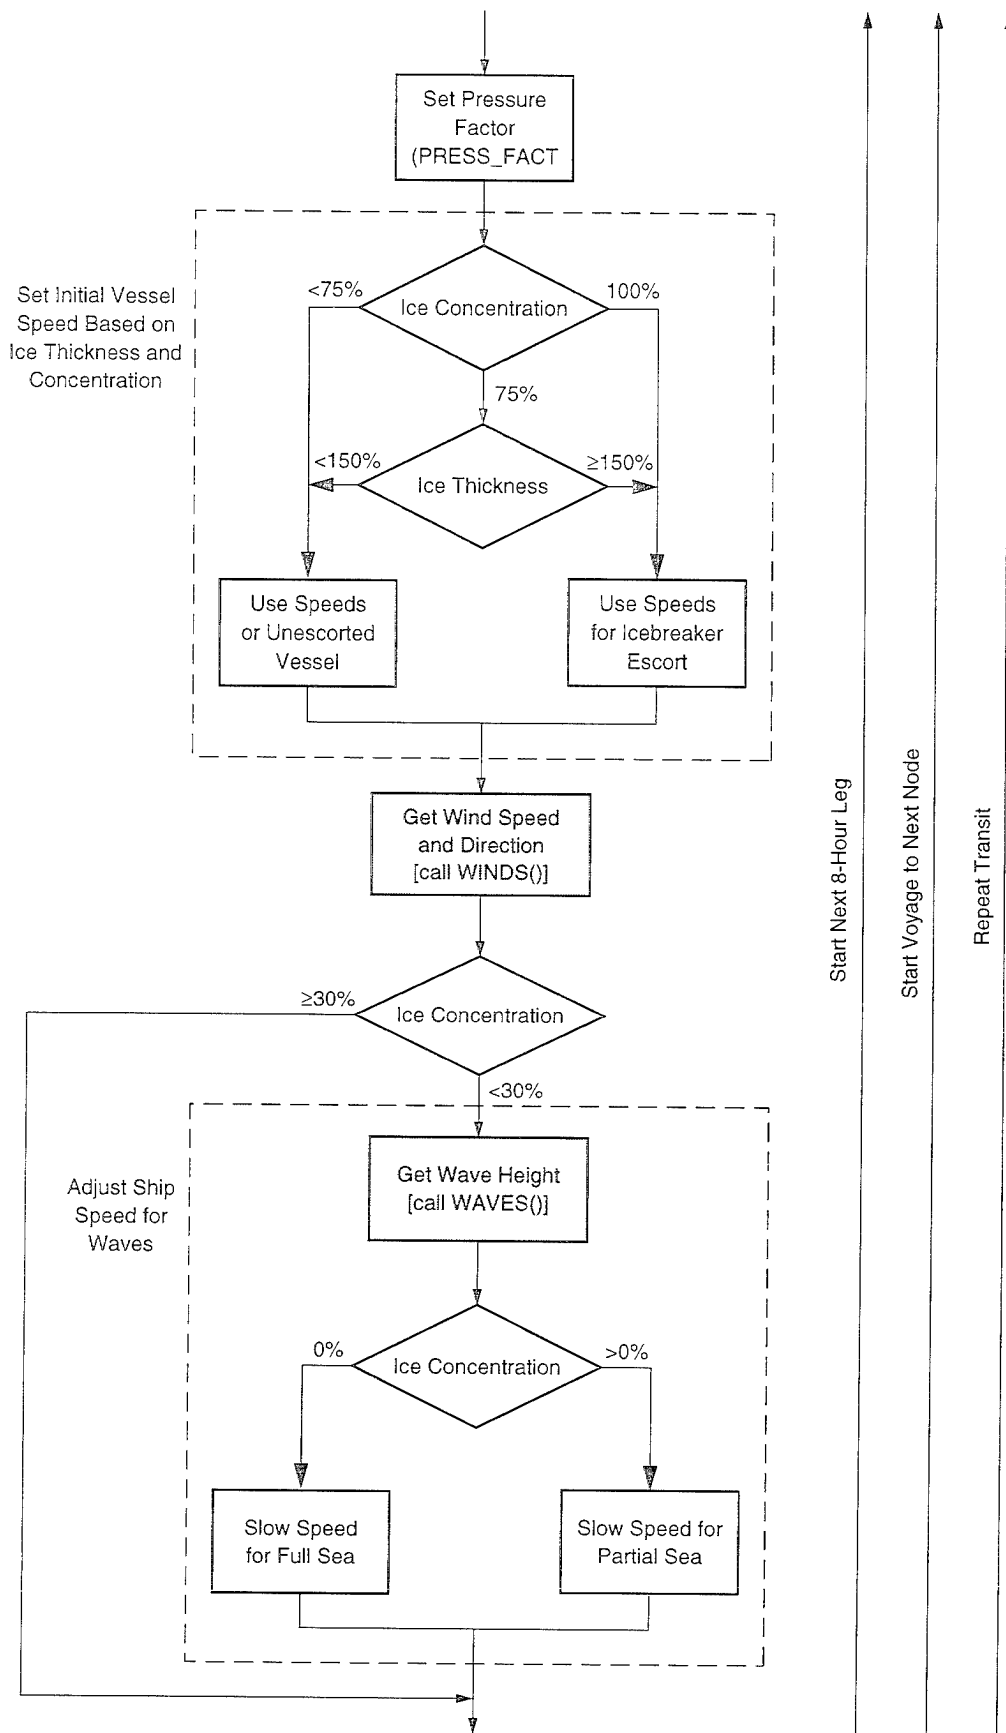 Set Pressure
Factor
(PRESS_FACT
Set Initial Vessel
Speed Based on
Ice Thickness and
Concentration
<75%
Ice Concentration
100%
75%
<150%
Ice Thickness
≥150%
Use Speeds
or Unescorted
Vessel
Use Speeds
for Icebreaker
Escort
Get Wind Speed
and Direction
[call WINDS()]
≥30%
Ice Concentration
<30%
Adjust Ship
Speed for
Waves
Get Wave Height
[call WAVES()]
0%
Ice Concentration
>0%
Slow Speed
for Full Sea
Slow Speed for
Partial Sea
Start Next 8-Hour Leg
Start Voyage to Next Node
Repeat Transit